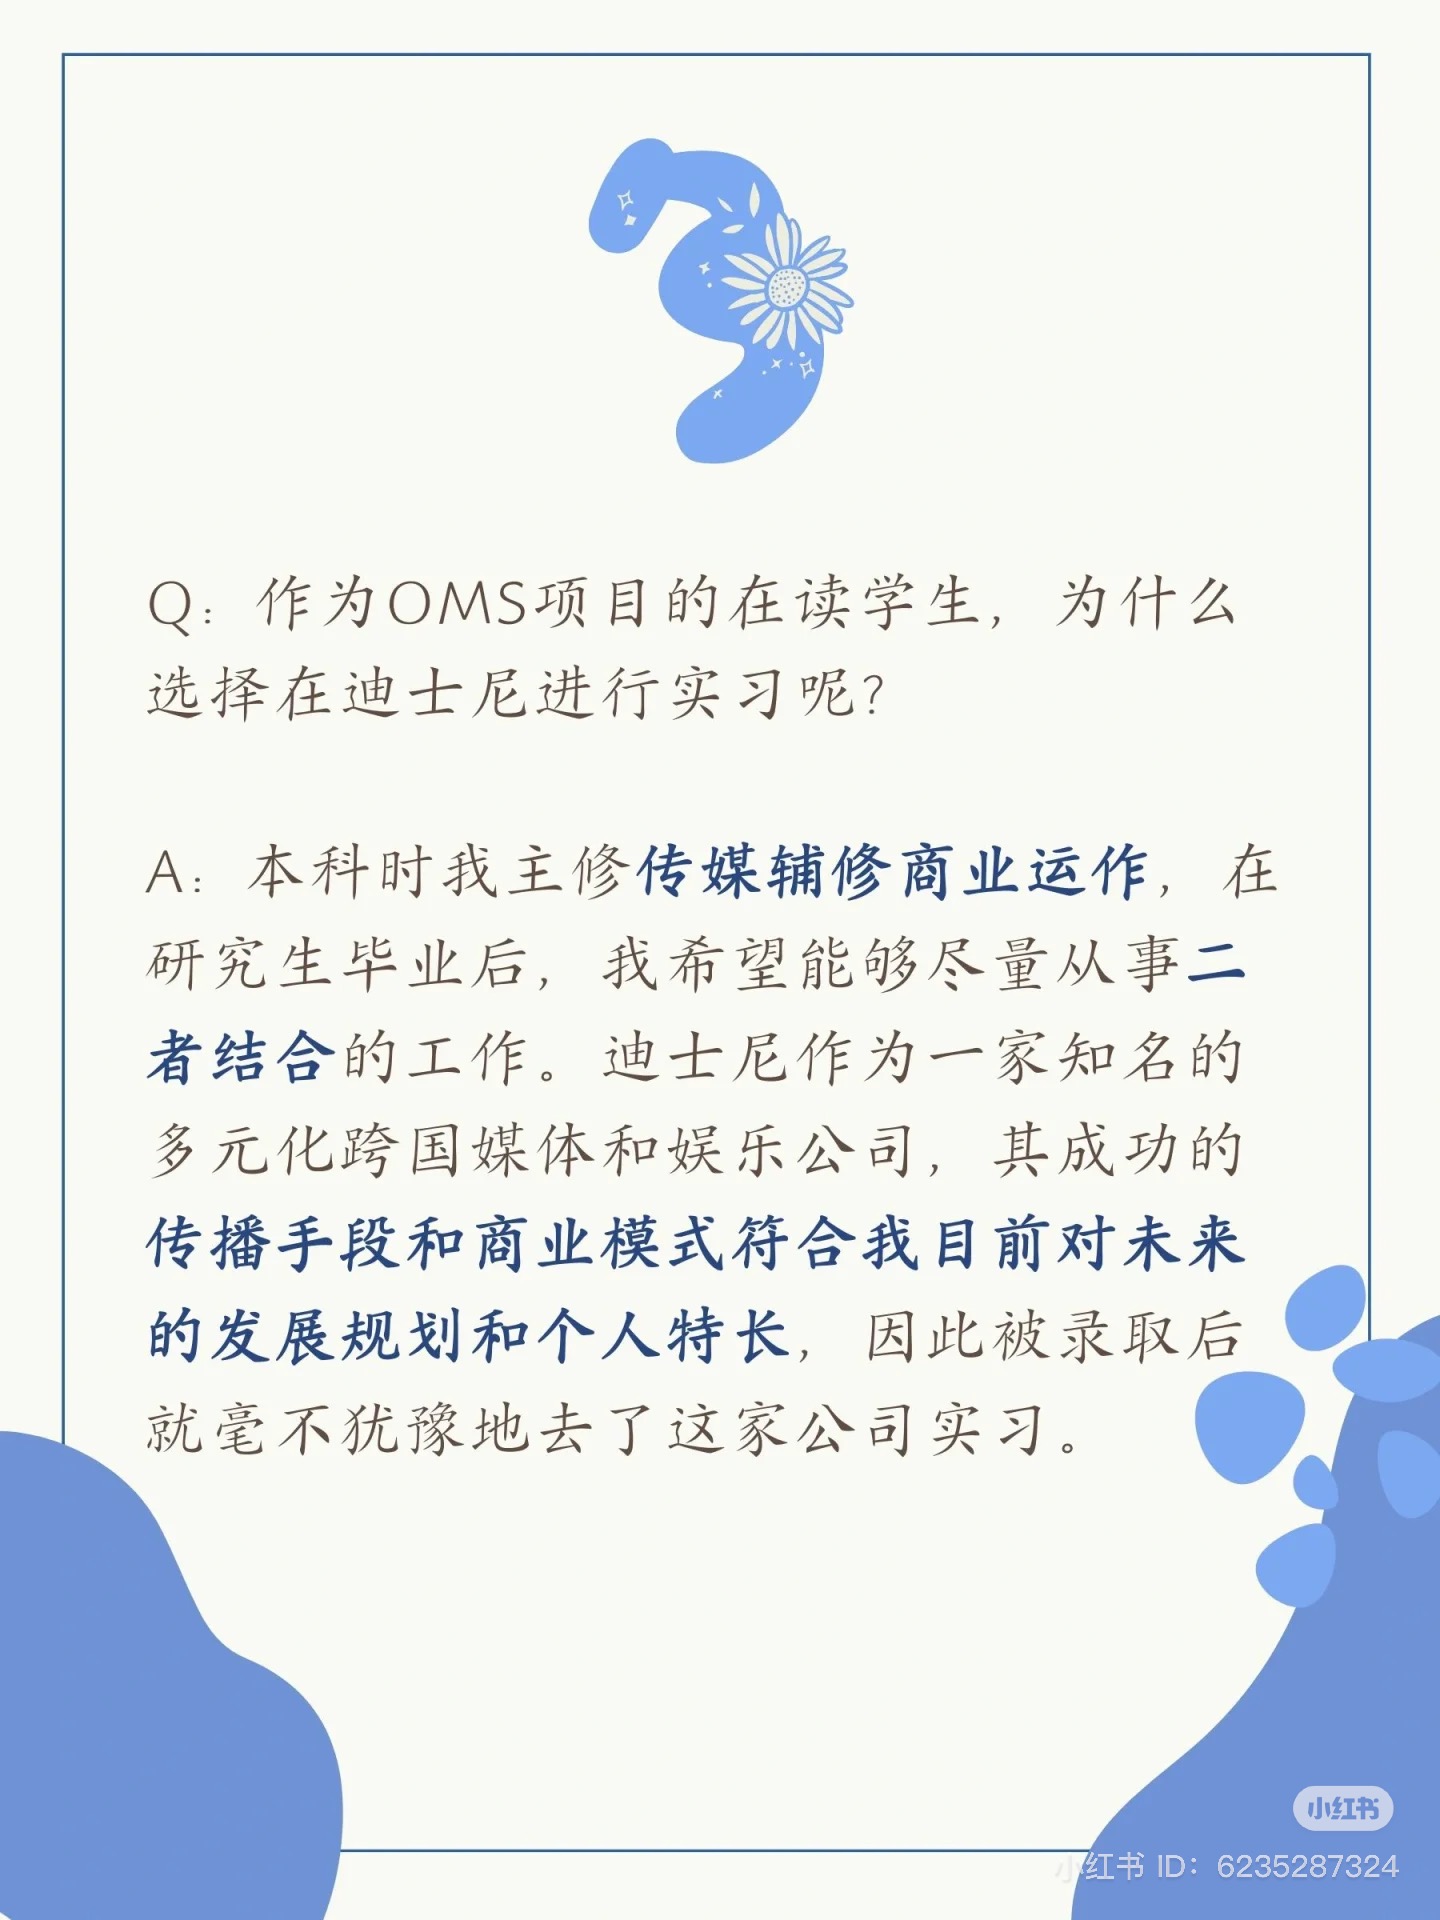 3
Q：作为OMS项目的在读学生，为什么
选择在迪士尼进行实习呢？
A：本科时我主修传媒辅修商业运作，在
研究生毕业后，我希望能够尽量从事二
者结合的工作。迪士尼作为一家知名的
多元化跨国媒体和娱乐公司，其成功的
传播手段和商业模式符合我目前对未来
的发展规划和个人特长，因此被录取后
就毫不犹豫地去了这家公司实习。
小红书
小红书 ID：6235287324